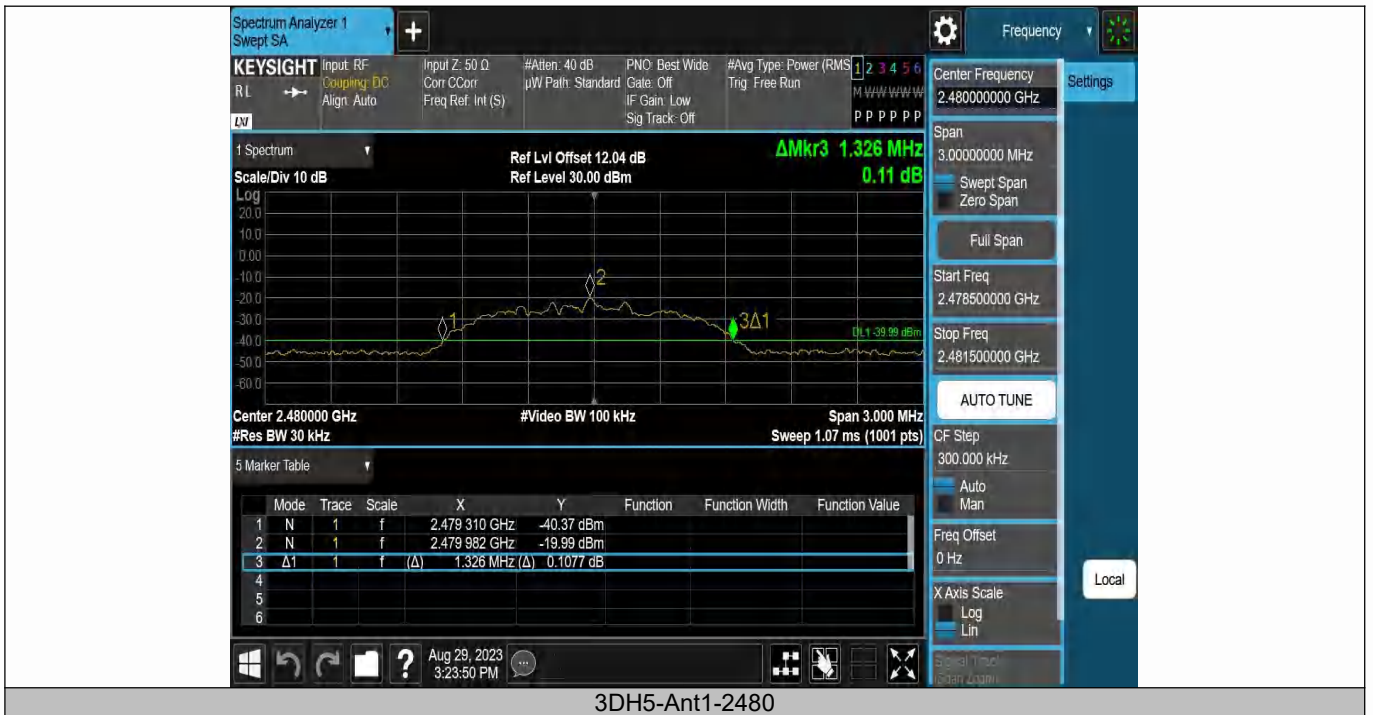 Spectrum Analyzer 1
Swept SA
+
Frequency
KEYSIGHT
RL
LXI
Input: RF
Coupling: DC
Align: Auto
Input Z: 50 Ω
Corr CCorr
Freq Ref: Int (S)
#Atten: 40 dB
µW Path: Standard
PNO: Best Wide
Gate: Off
IF Gain: Low
Sig Track: Off
#Avg Type: Power (RMS
Trig: Free Run
1 2 3 4 5 6
M W W W W W
P P P P P P
1 Spectrum
Scale/Div 10 dB
Ref Lvl Offset 12.04 dB
Ref Level 30.00 dBm
ΔMkr3 1.326 MHz
0.11 dB
Log
20.0
10.0
0.00
-10.0
-20.0
-30.0
-40.0
-50.0
-60.0
1
2
3Δ1
DL1 -39.99 dBm
Center 2.480000 GHz
#Res BW 30 kHz
#Video BW 100 kHz
Span 3.000 MHz
Sweep 1.07 ms (1001 pts)
5 Marker Table
Mode Trace Scale X Y Function Function Width Function Value
1 N 1 f 2.479 310 GHz -40.37 dBm
2 N 1 f 2.479 982 GHz -19.99 dBm
3 Δ1 1 f (Δ) 1.326 MHz (Δ) 0.1077 dB
4
5
6
Aug 29, 2023
3:23:50 PM
Center Frequency
2.480000000 GHz
Settings
Span
3.00000000 MHz
Swept Span
Zero Span
Full Span
Start Freq
2.478500000 GHz
Stop Freq
2.481500000 GHz
AUTO TUNE
CF Step
300.000 kHz
Auto
Man
Freq Offset
0 Hz
X Axis Scale
Log
Lin
Signal Track
(Span Zoom)
Local
3DH5-Ant1-2480